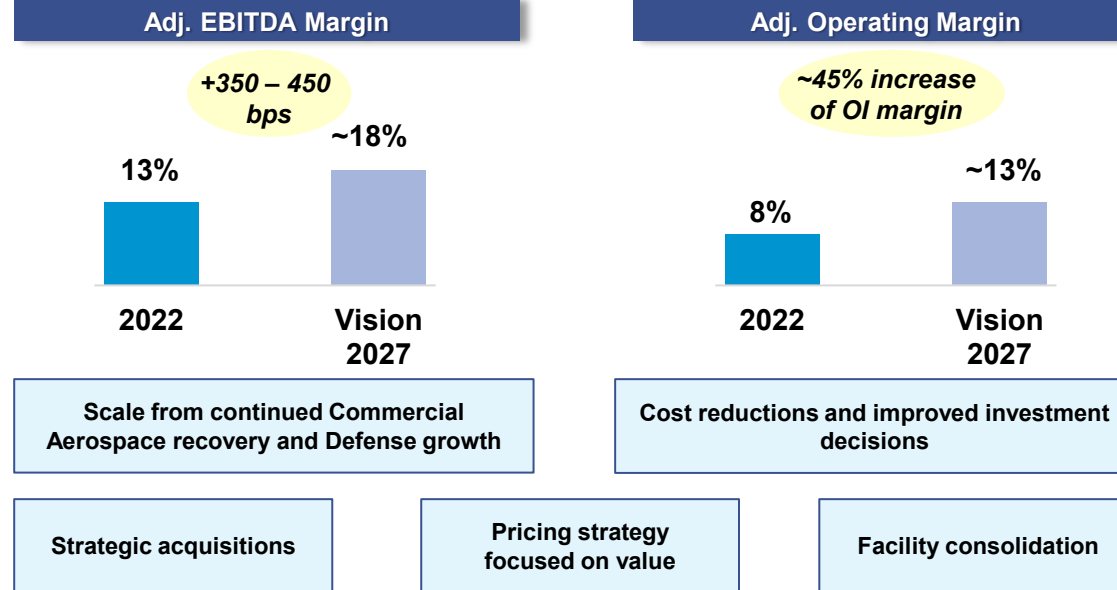 Adj. EBITDA Margin
+350 – 450
bps
13%
~18%
2022
Vision
2027
Adj. Operating Margin
~45% increase
of OI margin
8%
~13%
2022
Vision
2027
Scale from continued Commercial
Aerospace recovery and Defense growth
Cost reductions and improved investment
decisions
Strategic acquisitions
Pricing strategy
focused on value
Facility consolidation